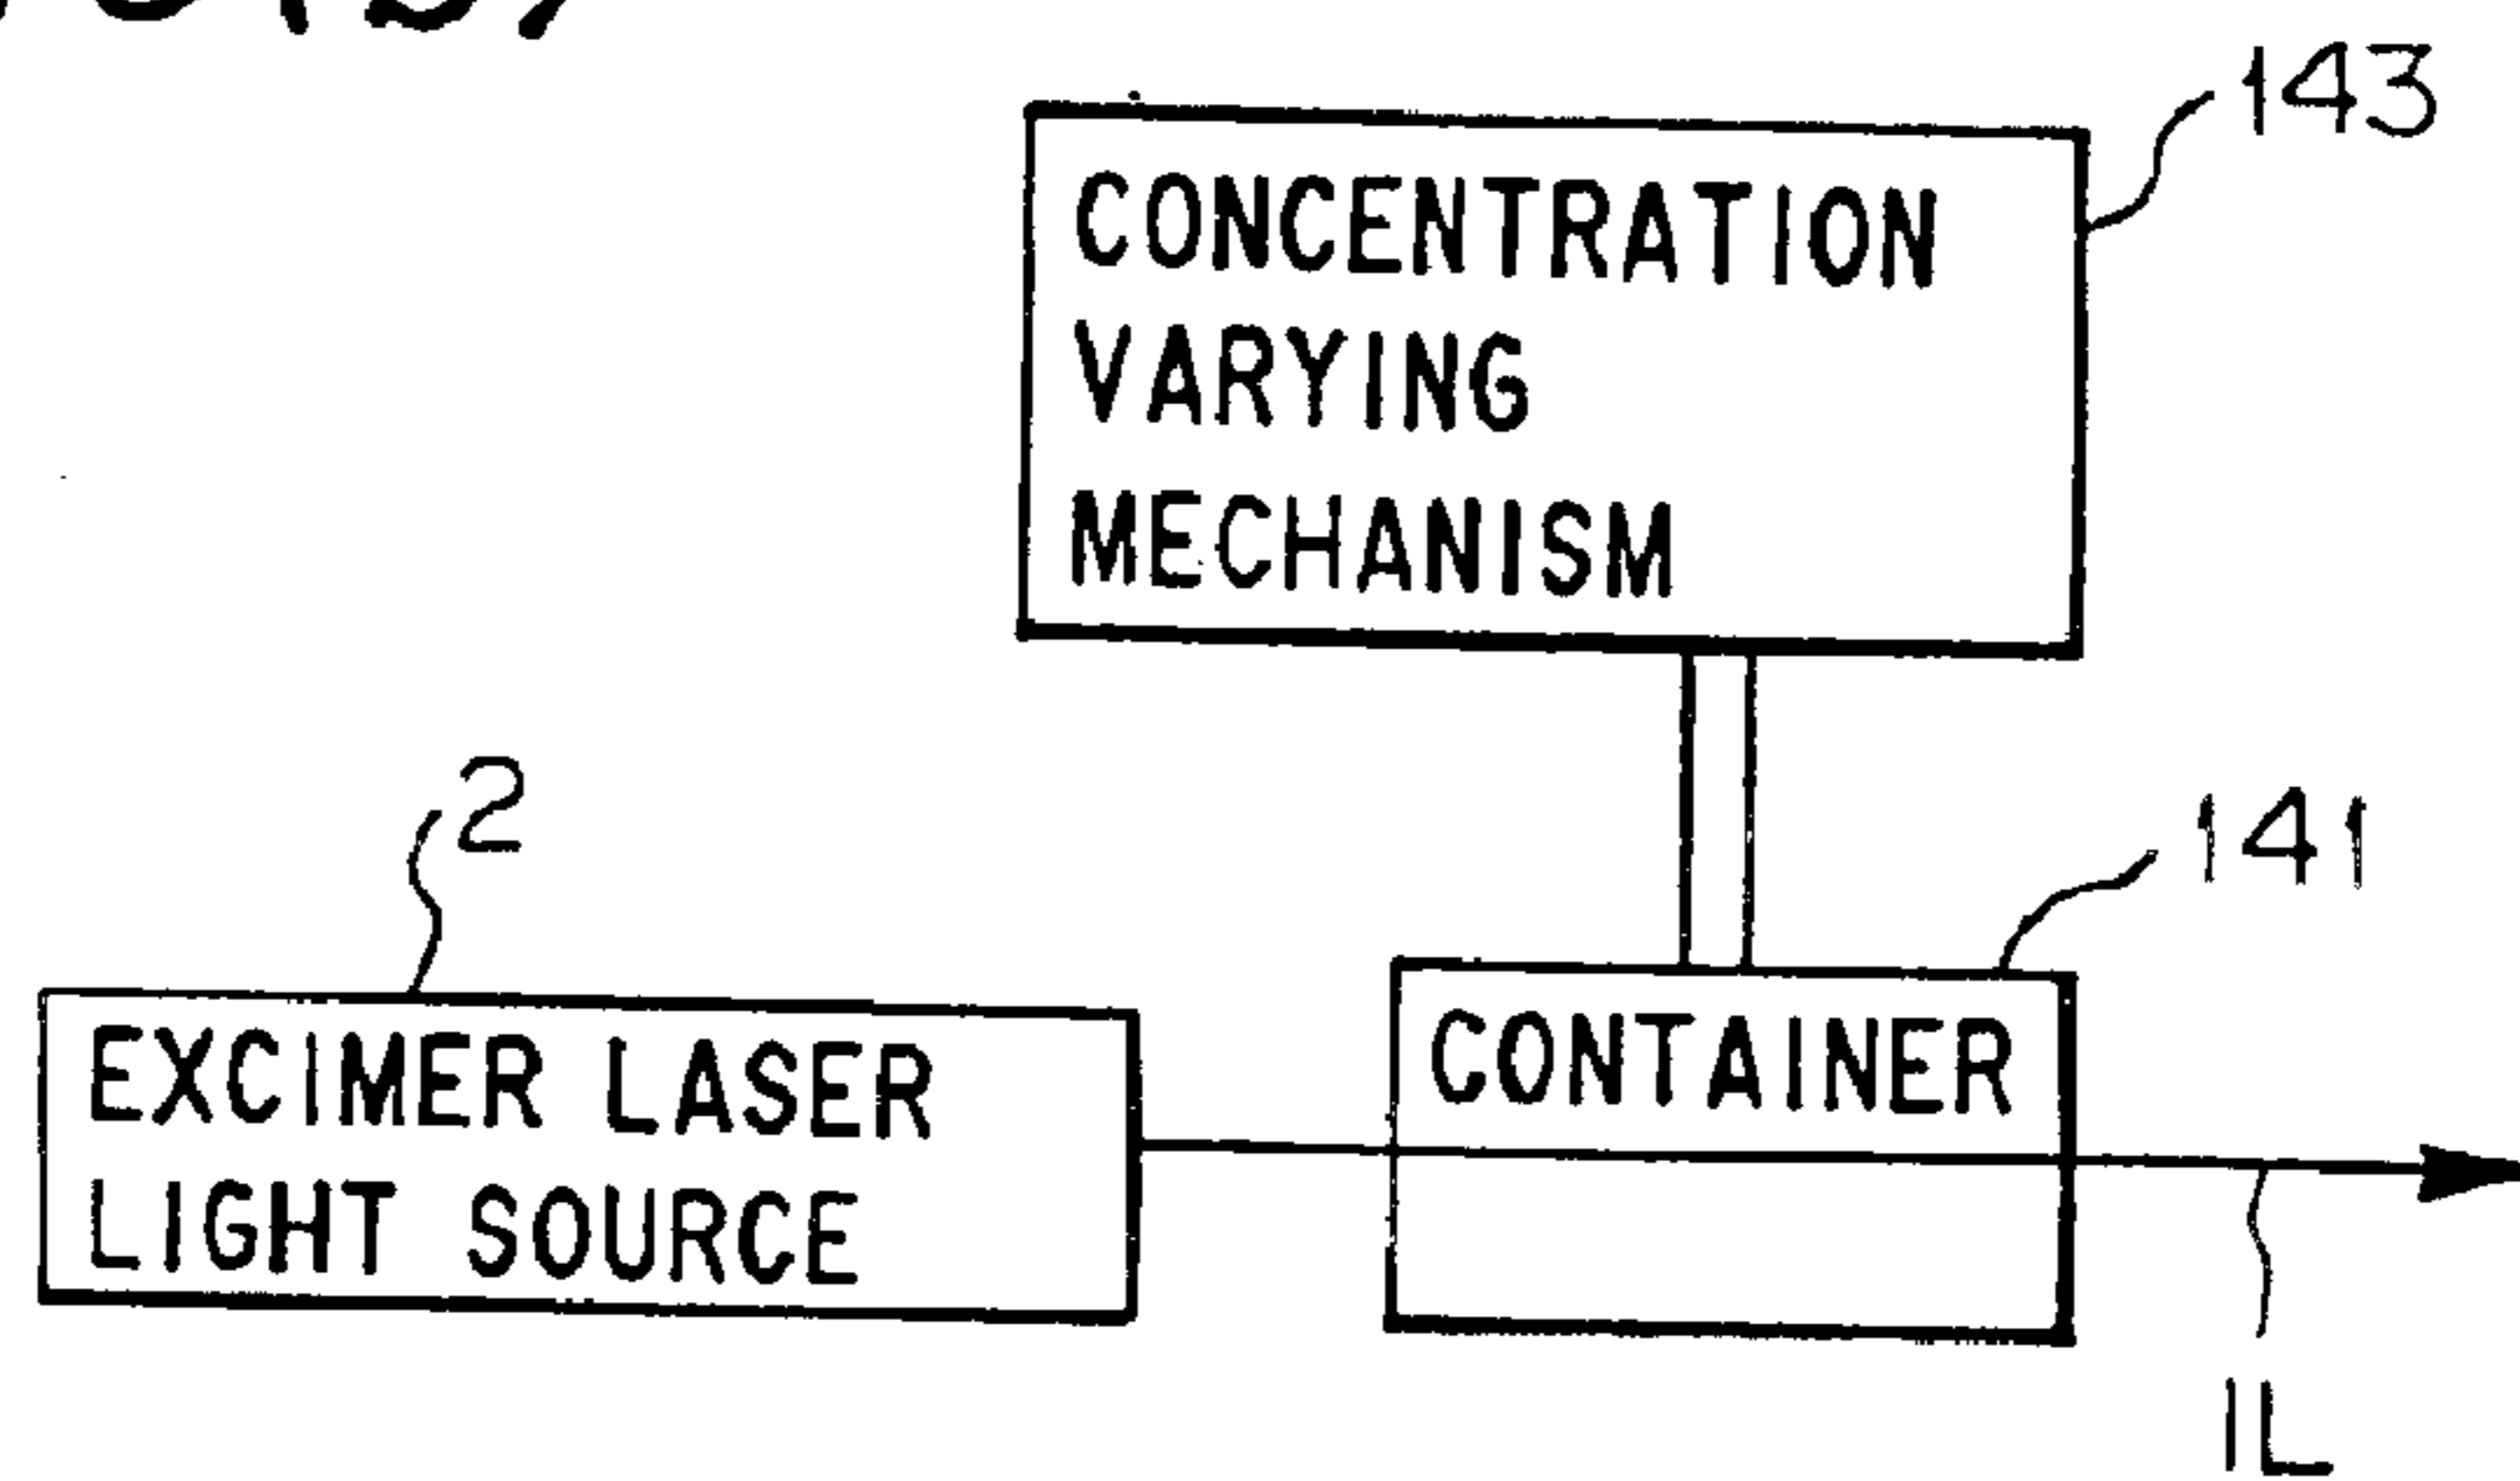 143
CONCENTRATION
VARYING
MECHANISM
2
141
EXCIMER LASER
LIGHT SOURCE
CONTAINER
IL